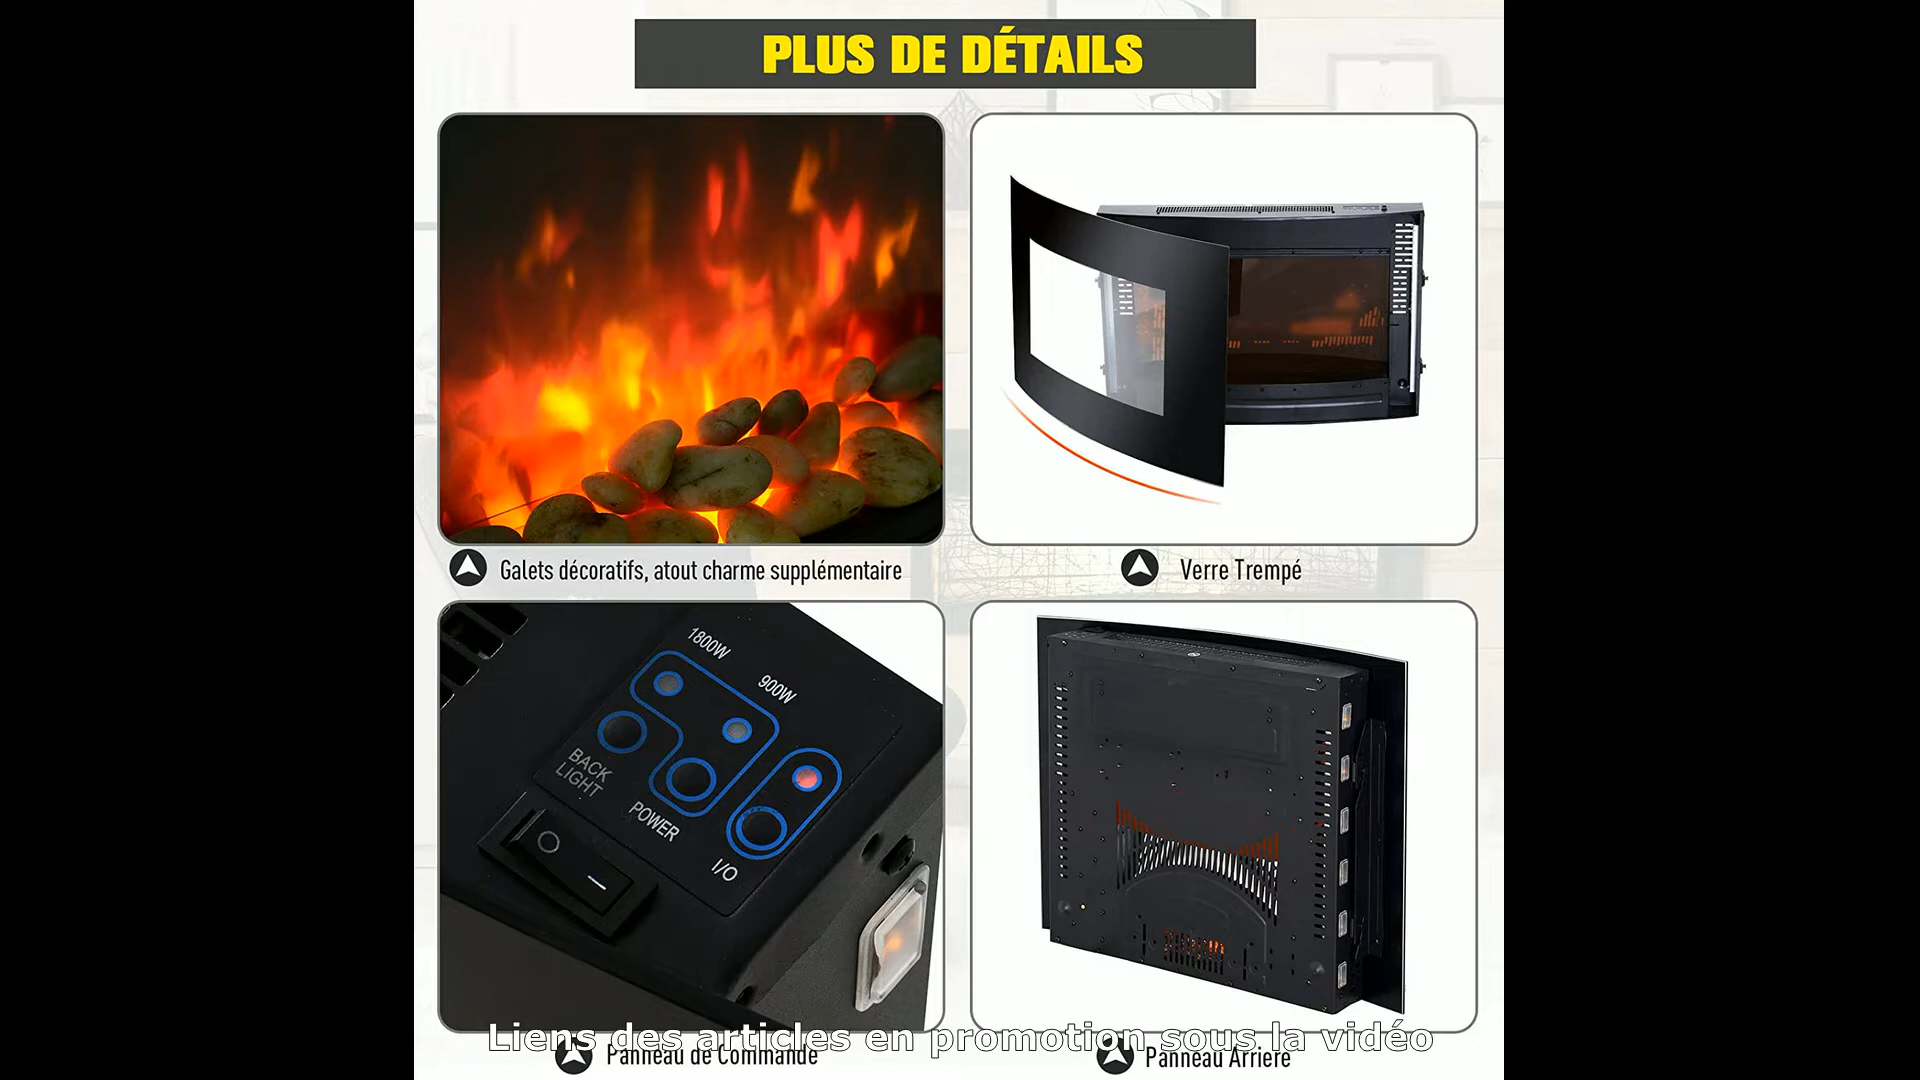 PLUS DE DÉTAILS
Galets décoratifs, atout charme supplémentaire
Verre Trempé
1800W
900W
BACK
LIGHT
POWER
I/O
Liens des articles en promotion sous la vidéo
Panneau de Commande
Panneau Arriere